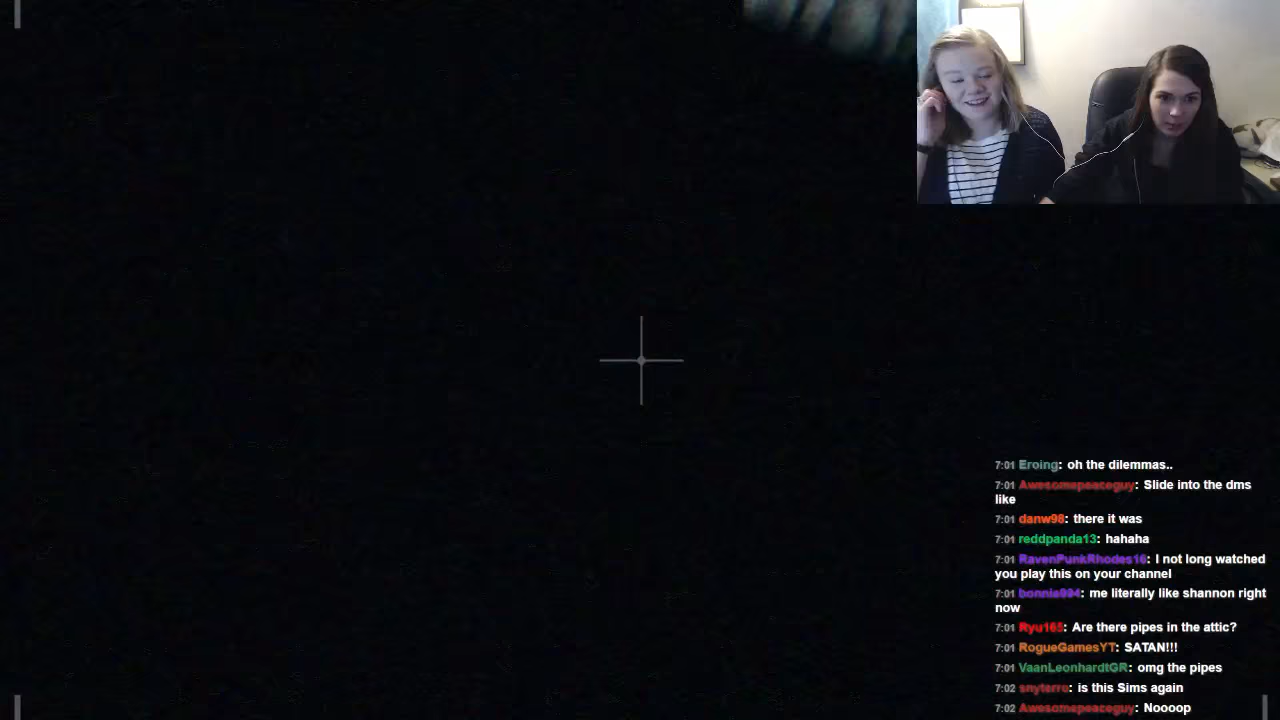 7:01 Eroing: oh the dilemmas..
7:01 Awesomepeaceguy: Slide into the dms
like
7:01 danw98: there it was
7:01 reddpanda13: hahaha
7:01 RavenPunkRhodes16: I not long watched
you play this on your channel
7:01 bonnie894: me literally like shannon right
now
7:01 Ryu165: Are there pipes in the attic?
7:01 RogueGamesYT: SATAN!!!
7:01 VaanLeonhardtGR: omg the pipes
7:02 snyterro: is this Sims again
7:02 Awesomepeaceguy: Noooop